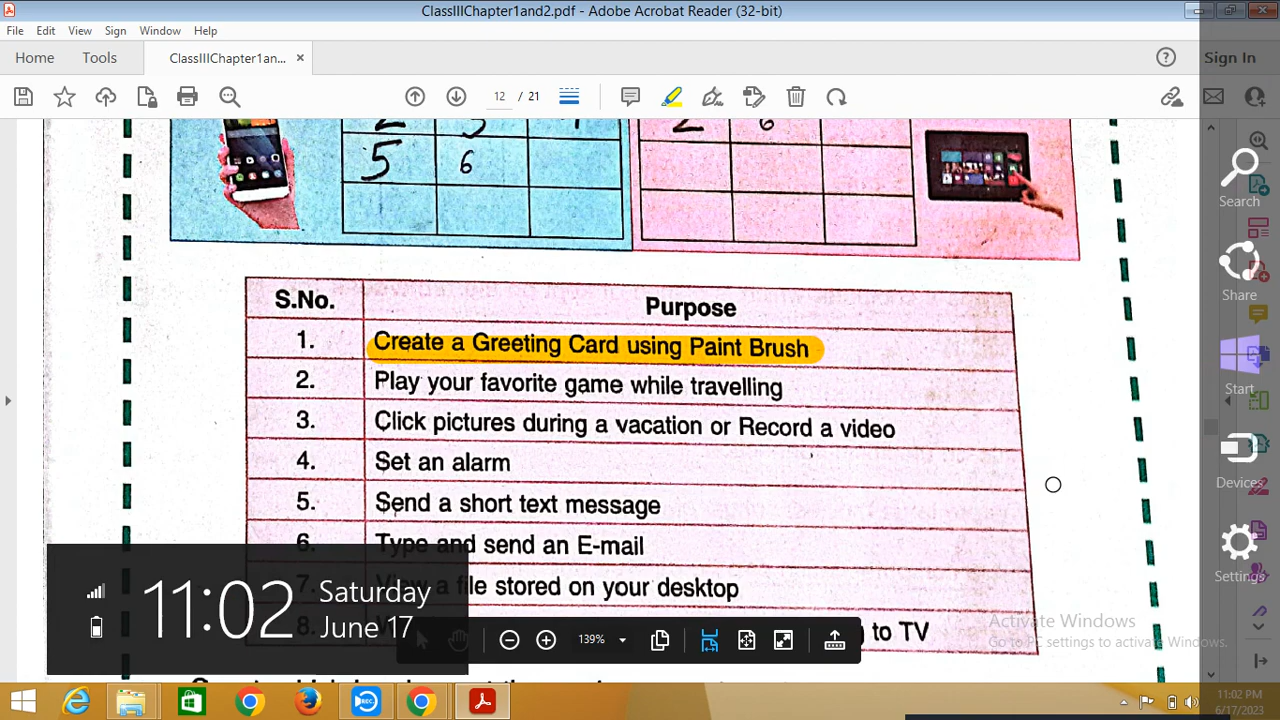 ClassIIIChapter1and2.pdf - Adobe Acrobat Reader (32-bit)
File Edit View Sign Window Help
Home Tools ClassIIIChapter1an... × Sign In
12 / 21
2 6
5 6
Search
Share
Start
Devices
Settings
S.No. Purpose
1. Create a Greeting Card using Paint Brush
2. Play your favorite game while travelling
3. Click pictures during a vacation or Record a video
4. Set an alarm
5. Send a short text message
6. Type and send an E-mail
7. View a file stored on your desktop
8. to TV
11:02 Saturday
June 17
139%
Activate Windows
Go to PC settings to activate Windows.
REC
11:02 PM
6/17/2023